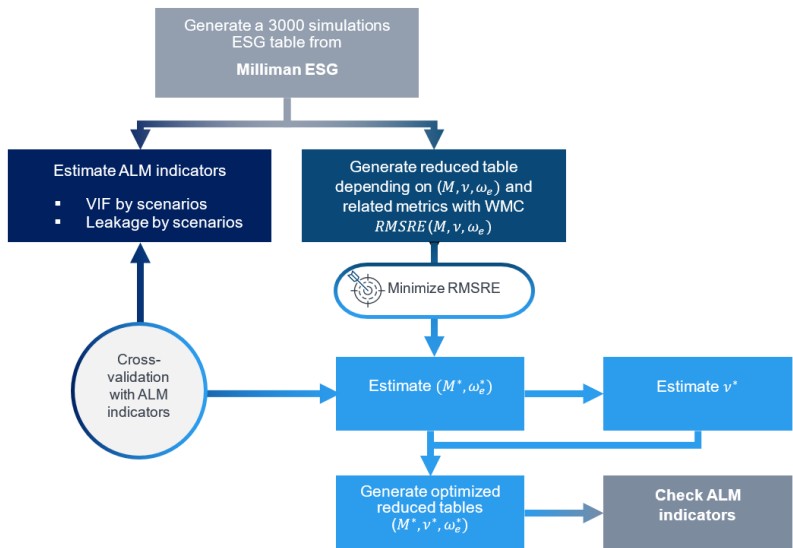 Generate a 3000 simulations
ESG table from
Milliman ESG
Estimate ALM indicators
▪ VIF by scenarios
▪ Leakage by scenarios
Generate reduced table
depending on (M, ν, ωₑ) and
related metrics with WMC
RMSRE(M, ν, ωₑ)
Minimize RMSRE
Cross-
validation
with ALM
indicators
Estimate (M*, ωₑ*)
Estimate ν*
Generate optimized
reduced tables
(M*, ν*, ωₑ*)
Check ALM
indicators